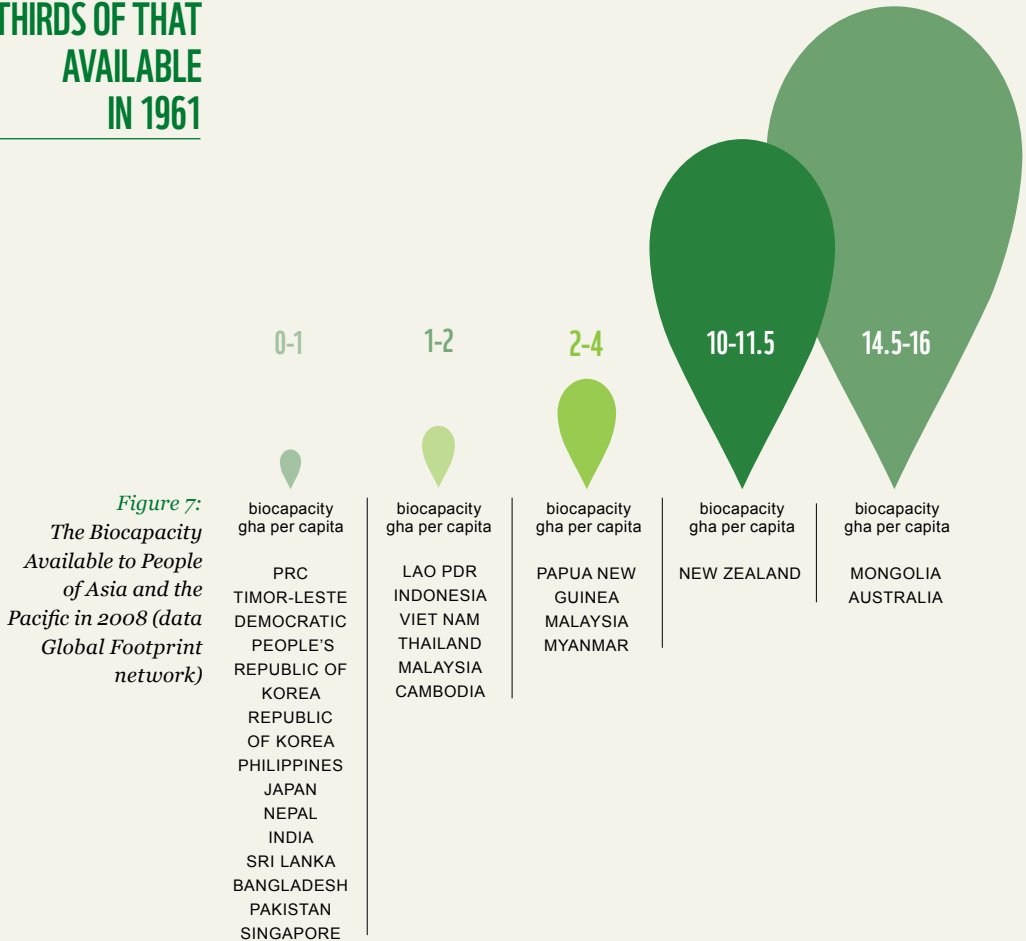 THIRDS OF THAT
AVAILABLE
IN 1961
0-1
1-2
2-4
10-11.5
14.5-16
Figure 7:
The Biocapacity
Available to People
of Asia and the
Pacific in 2008 (data
Global Footprint
network)
biocapacity
gha per capita
PRC
TIMOR-LESTE
DEMOCRATIC
PEOPLE'S
REPUBLIC OF
KOREA
REPUBLIC
OF KOREA
PHILIPPINES
JAPAN
NEPAL
INDIA
SRI LANKA
BANGLADESH
PAKISTAN
SINGAPORE
biocapacity
gha per capita
LAO PDR
INDONESIA
VIET NAM
THAILAND
MALAYSIA
CAMBODIA
biocapacity
gha per capita
PAPUA NEW
GUINEA
MALAYSIA
MYANMAR
biocapacity
gha per capita
NEW ZEALAND
biocapacity
gha per capita
MONGOLIA
AUSTRALIA